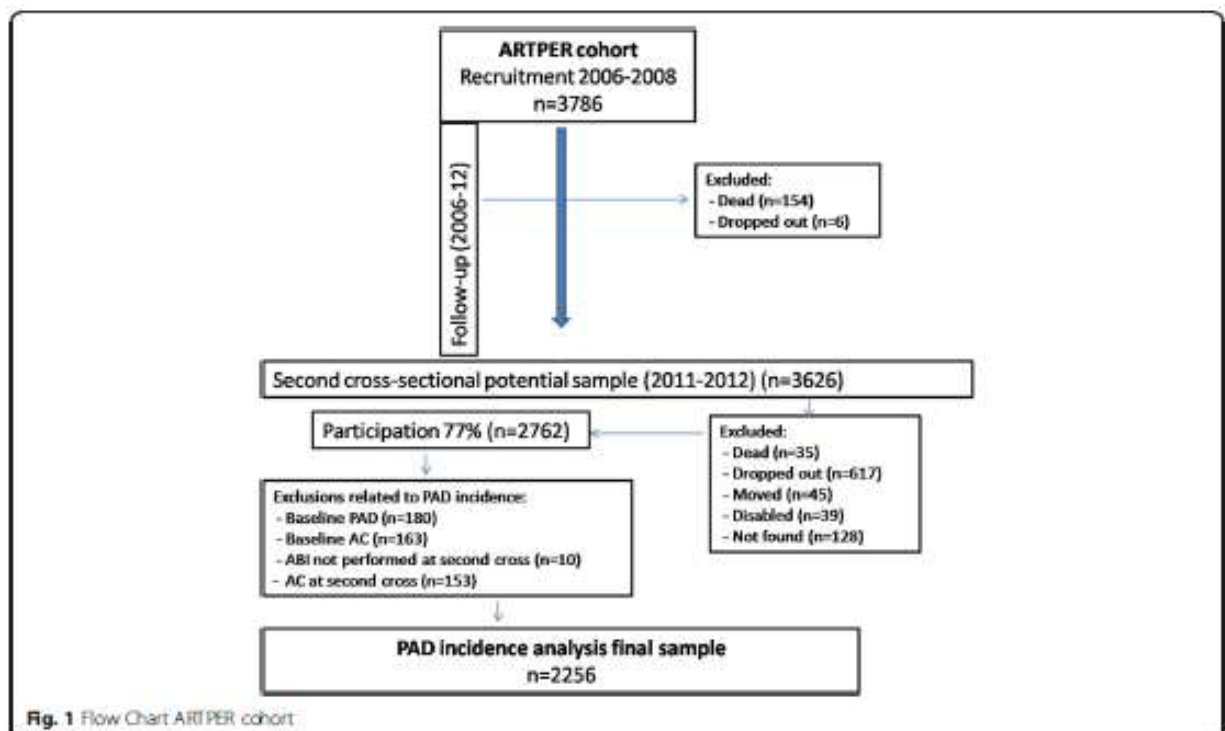 ARTPER cohort
Recruitment 2006-2008
n=3786
Follow-up (2006-12)
Excluded:
- Dead (n=154)
- Dropped out (n=6)
Second cross-sectional potential sample (2011-2012) (n=3626)
Participation 77% (n=2762)
Excluded:
- Dead (n=35)
- Dropped out (n=617)
- Moved (n=45)
- Disabled (n=39)
- Not found (n=128)
Exclusions related to PAD incidence:
- Baseline PAD (n=180)
- Baseline AC (n=163)
- ABI not performed at second cross (n=10)
- AC at second cross (n=153)
PAD incidence analysis final sample
n=2256
Fig. 1 Flow Chart ARTPER cohort